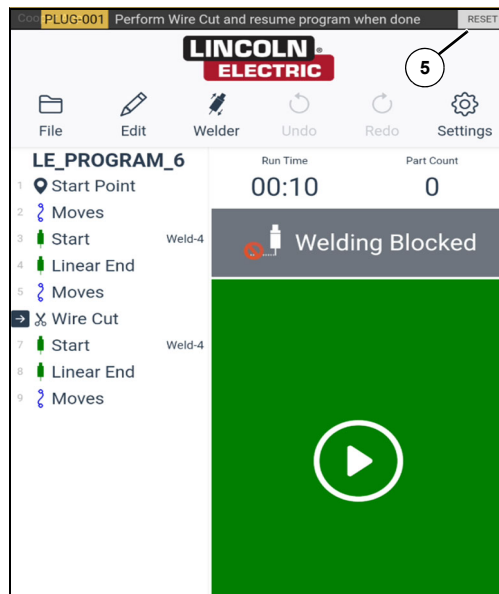 Coo PLUG-001 Perform Wire Cut and resume program when done RESET
LINCOLN ®
ELECTRIC
5
File Edit Welder Undo Redo Settings
LE_PROGRAM_6
Run Time Part Count
00:10 0
1 Start Point
2 Moves
3 Start Weld-4
Welding Blocked
4 Linear End
5 Moves
Wire Cut
7 Start Weld-4
8 Linear End
9 Moves